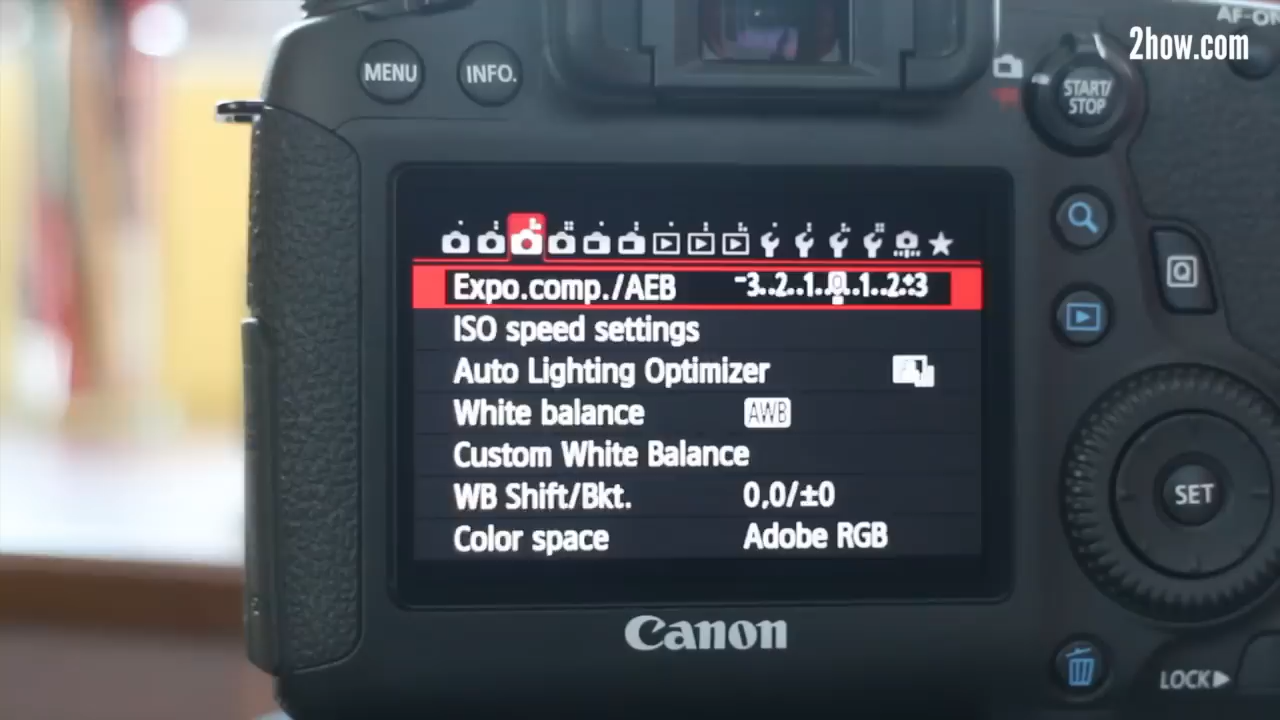 2how.com
AF-ON
MENU
INFO.
START/
STOP
Expo.comp./AEB -3..2..1..0..1..2..+3
ISO speed settings
Auto Lighting Optimizer
White balance AWB
Custom White Balance
WB Shift/Bkt. 0,0/±0
Color space Adobe RGB
Q
SET
Canon
LOCK▶